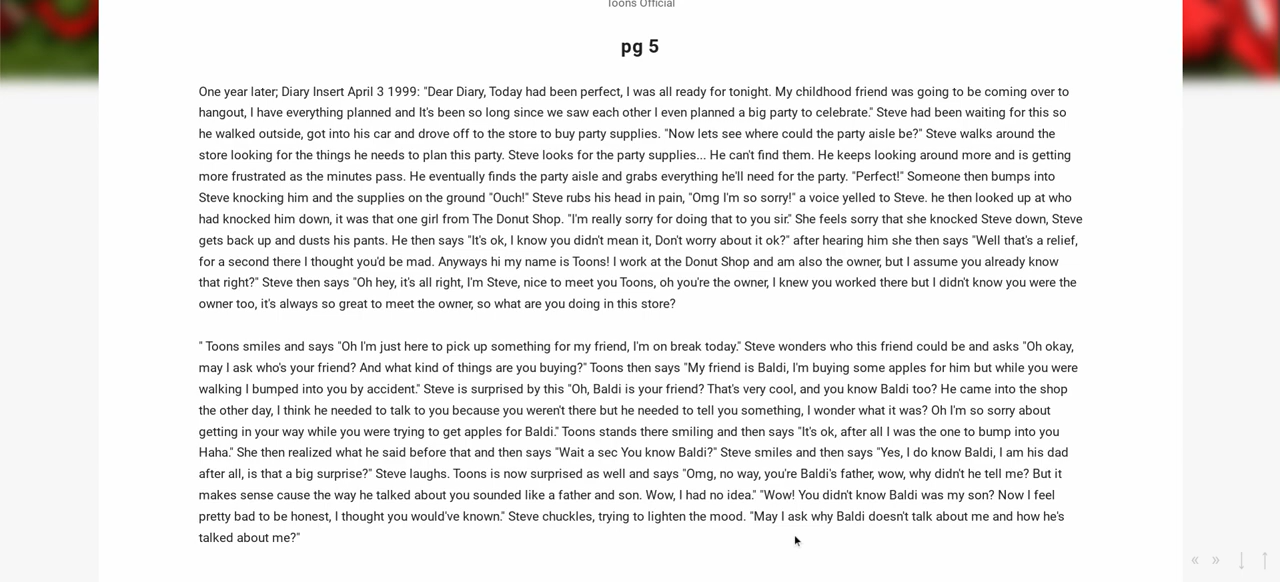 Toons Official
pg 5
One year later; Diary Insert April 3 1999: "Dear Diary, Today had been perfect, I was all ready for tonight. My childhood friend was going to be coming over to
hangout, I have everything planned and It's been so long since we saw each other I even planned a big party to celebrate." Steve had been waiting for this so
he walked outside, got into his car and drove off to the store to buy party supplies. "Now lets see where could the party aisle be?" Steve walks around the
store looking for the things he needs to plan this party. Steve looks for the party supplies... He can't find them. He keeps looking around more and is getting
more frustrated as the minutes pass. He eventually finds the party aisle and grabs everything he'll need for the party. "Perfect!" Someone then bumps into
Steve knocking him and the supplies on the ground "Ouch!" Steve rubs his head in pain, "Omg I'm so sorry!" a voice yelled to Steve. he then looked up at who
had knocked him down, it was that one girl from The Donut Shop. "I'm really sorry for doing that to you sir." She feels sorry that she knocked Steve down, Steve
gets back up and dusts his pants. He then says "It's ok, I know you didn't mean it, Don't worry about it ok?" after hearing him she then says "Well that's a relief,
for a second there I thought you'd be mad. Anyways hi my name is Toons! I work at the Donut Shop and am also the owner, but I assume you already know
that right?" Steve then says "Oh hey, it's all right, I'm Steve, nice to meet you Toons, oh you're the owner, I knew you worked there but I didn't know you were the
owner too, it's always so great to meet the owner, so what are you doing in this store?
" Toons smiles and says "Oh I'm just here to pick up something for my friend, I'm on break today." Steve wonders who this friend could be and asks "Oh okay,
may I ask who's your friend? And what kind of things are you buying?" Toons then says "My friend is Baldi, I'm buying some apples for him but while you were
walking I bumped into you by accident." Steve is surprised by this "Oh, Baldi is your friend? That's very cool, and you know Baldi too? He came into the shop
the other day, I think he needed to talk to you because you weren't there but he needed to tell you something, I wonder what it was? Oh I'm so sorry about
getting in your way while you were trying to get apples for Baldi." Toons stands there smiling and then says "It's ok, after all I was the one to bump into you
Haha." She then realized what he said before that and then says "Wait a sec You know Baldi?" Steve smiles and then says "Yes, I do know Baldi, I am his dad
after all, is that a big surprise?" Steve laughs. Toons is now surprised as well and says "Omg, no way, you're Baldi's father, wow, why didn't he tell me? But it
makes sense cause the way he talked about you sounded like a father and son. Wow, I had no idea." "Wow! You didn't know Baldi was my son? Now I feel
pretty bad to be honest, I thought you would've known." Steve chuckles, trying to lighten the mood. "May I ask why Baldi doesn't talk about me and how he's
talked about me?"